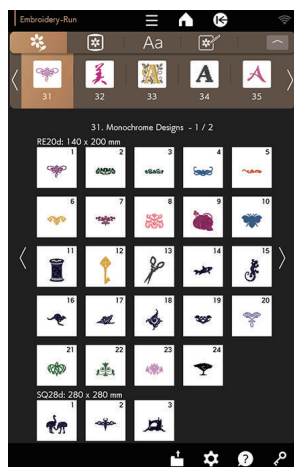 Embroidery-Run
Aa
A A A
31 32 33 34 35
31. Monochrome Designs - 1 / 2
RE20d: 140 x 200 mm
1 2 3 4 5
6 7 8 9 10
11 12 13 14 15
16 17 18 19 20
21 22 23 24
SQ28d: 280 x 280 mm
1 2 3
?